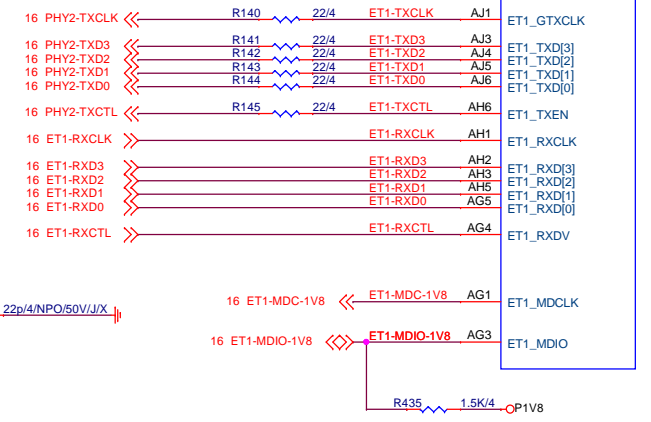 16 PHY2-TXCLK R140 22/4 ET1-TXCLK AJ1 ET1_GTXCLK
16 PHY2-TXD3 R141 22/4 ET1-TXD3 AJ3 ET1_TXD[3]
16 PHY2-TXD2 R142 22/4 ET1-TXD2 AJ4 ET1_TXD[2]
16 PHY2-TXD1 R143 22/4 ET1-TXD1 AJ5 ET1_TXD[1]
16 PHY2-TXD0 R144 22/4 ET1-TXD0 AJ6 ET1_TXD[0]
16 PHY2-TXCTL R145 22/4 ET1-TXCTL AH6 ET1_TXEN
16 ET1-RXCLK ET1-RXCLK AH1 ET1_RXCLK
16 ET1-RXD3 ET1-RXD3 AH2 ET1_RXD[3]
16 ET1-RXD2 ET1-RXD2 AH3 ET1_RXD[2]
16 ET1-RXD1 ET1-RXD1 AH5 ET1_RXD[1]
16 ET1-RXD0 ET1-RXD0 AG5 ET1_RXD[0]
16 ET1-RXCTL ET1-RXCTL AG4 ET1_RXDV
16 ET1-MDC-1V8 ET1-MDC-1V8 AG1 ET1_MDCLK
22p/4/NPO/50V/J/X
16 ET1-MDIO-1V8 ET1-MDIO-1V8 AG3 ET1_MDIO
R435 1.5K/4 P1V8